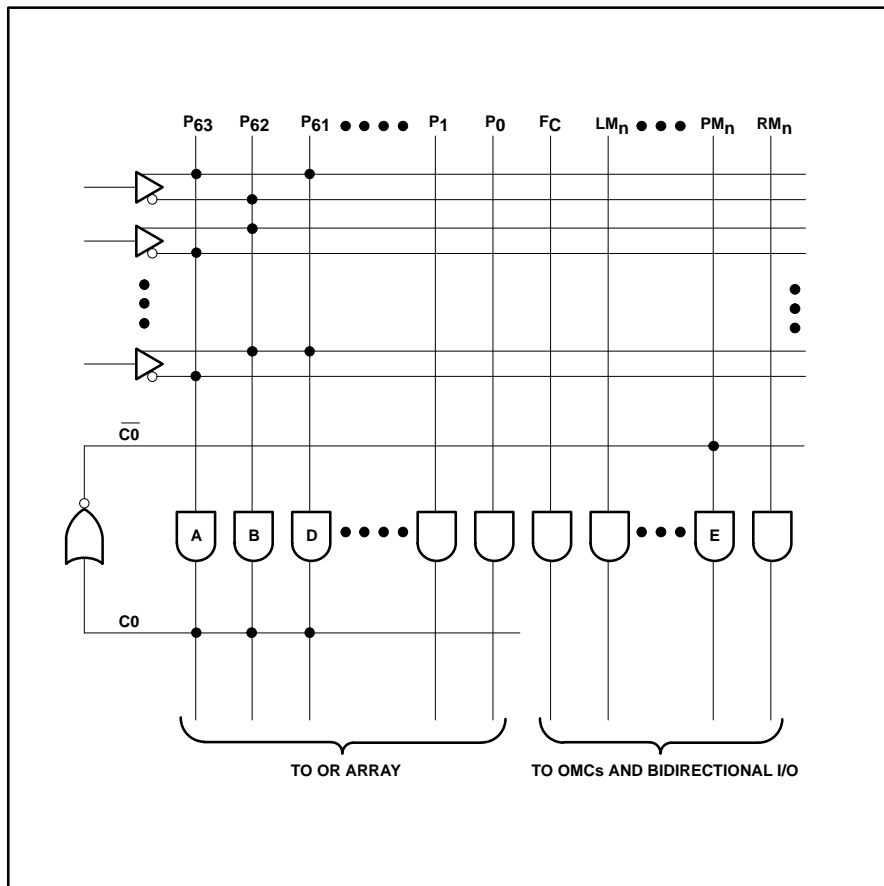 P63 P62 P61 P1 P0 FC LMn PMn RMn
C0
A B D E
C0
TO OR ARRAY TO OMCs AND BIDIRECTIONAL I/O